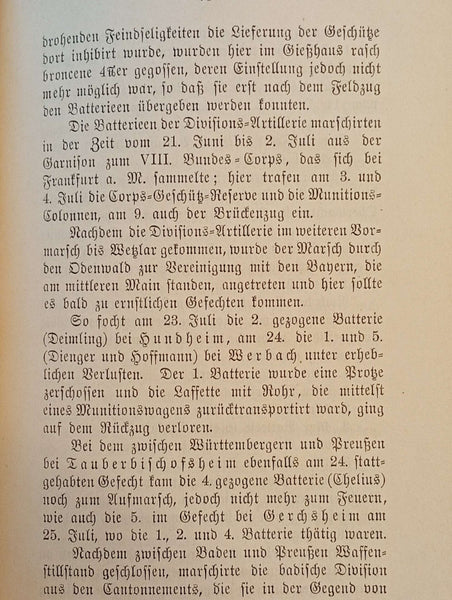 drohenden Feindseligkeiten die Lieferung der Geschütze
dort inhibirt wurde, wurden hier im Gießhaus rasch
broncene 4℔er gegossen, deren Einstellung jedoch nicht
mehr möglich war, so daß sie erst nach dem Feldzug
den Batterieen übergeben werden konnten.
Die Batterieen der Divisions-Artillerie marschirten
in der Zeit vom 21. Juni bis 2. Juli aus der
Garnison zum VIII. Bundes-Corps, das sich bei
Frankfurt a. M. sammelte; hier trafen am 3. und
4. Juli die Corps-Geschütz-Reserve und die Munitions-
Colonnen, am 9. auch der Brückenzug ein.
Nachdem die Divisions-Artillerie im weiteren Vor-
marsch bis Wetzlar gekommen, wurde der Marsch durch
den Odenwald zur Vereinigung mit den Bayern, die
am mittleren Main standen, angetreten und hier sollte
es bald zu ernstlichen Gefechten kommen.
So focht am 23. Juli die 2. gezogene Batterie
(Deimling) bei Hundheim, am 24. die 1. und 5.
(Dienger und Hoffmann) bei Werbach unter erheb-
lichen Verlusten. Der 1. Batterie wurde eine Protze
zerschossen und die Laffette mit Rohr, die mittelst
eines Munitionswagens zurücktransportirt ward, ging
auf dem Rückzug verloren.
Bei dem zwischen Württembergern und Preußen
bei Tauberbischofsheim ebenfalls am 24. statt-
gehabten Gefecht kam die 4. gezogene Batterie (Chelius)
noch zum Aufmarsch, jedoch nicht mehr zum Feuern,
wie auch die 5. im Gefecht bei Gerchsheim am
25. Juli, wo die 1., 2. und 4. Batterie thätig waren.
Nachdem zwischen Baden und Preußen Waffen-
stillstand geschlossen, marschirte die badische Division
aus den Cantonnements, die sie in der Gegend von